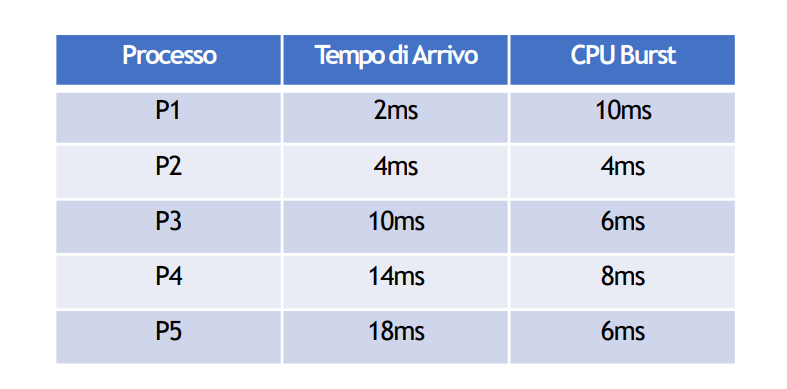 Processo Tempo di Arrivo CPU Burst
P1 2ms 10ms
P2 4ms 4ms
P3 10ms 6ms
P4 14ms 8ms
P5 18ms 6ms